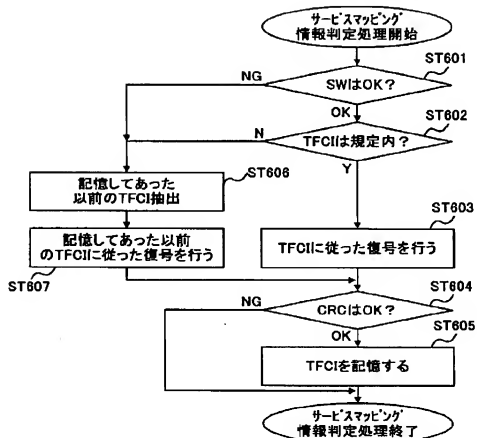 サービスマッピング
情報判定処理開始
ST601
NG
SWはOK?
OK
ST602
N
TFCIは規定内?
Y
ST606
記憶してあった
以前のTFCI抽出
ST603
記憶してあった以前
のTFCIに従った復号を行う
TFCIに従った復号を行う
ST607
ST604
NG
CRCはOK?
OK
ST605
TFCIを記憶する
サービスマッピング
情報判定処理終了